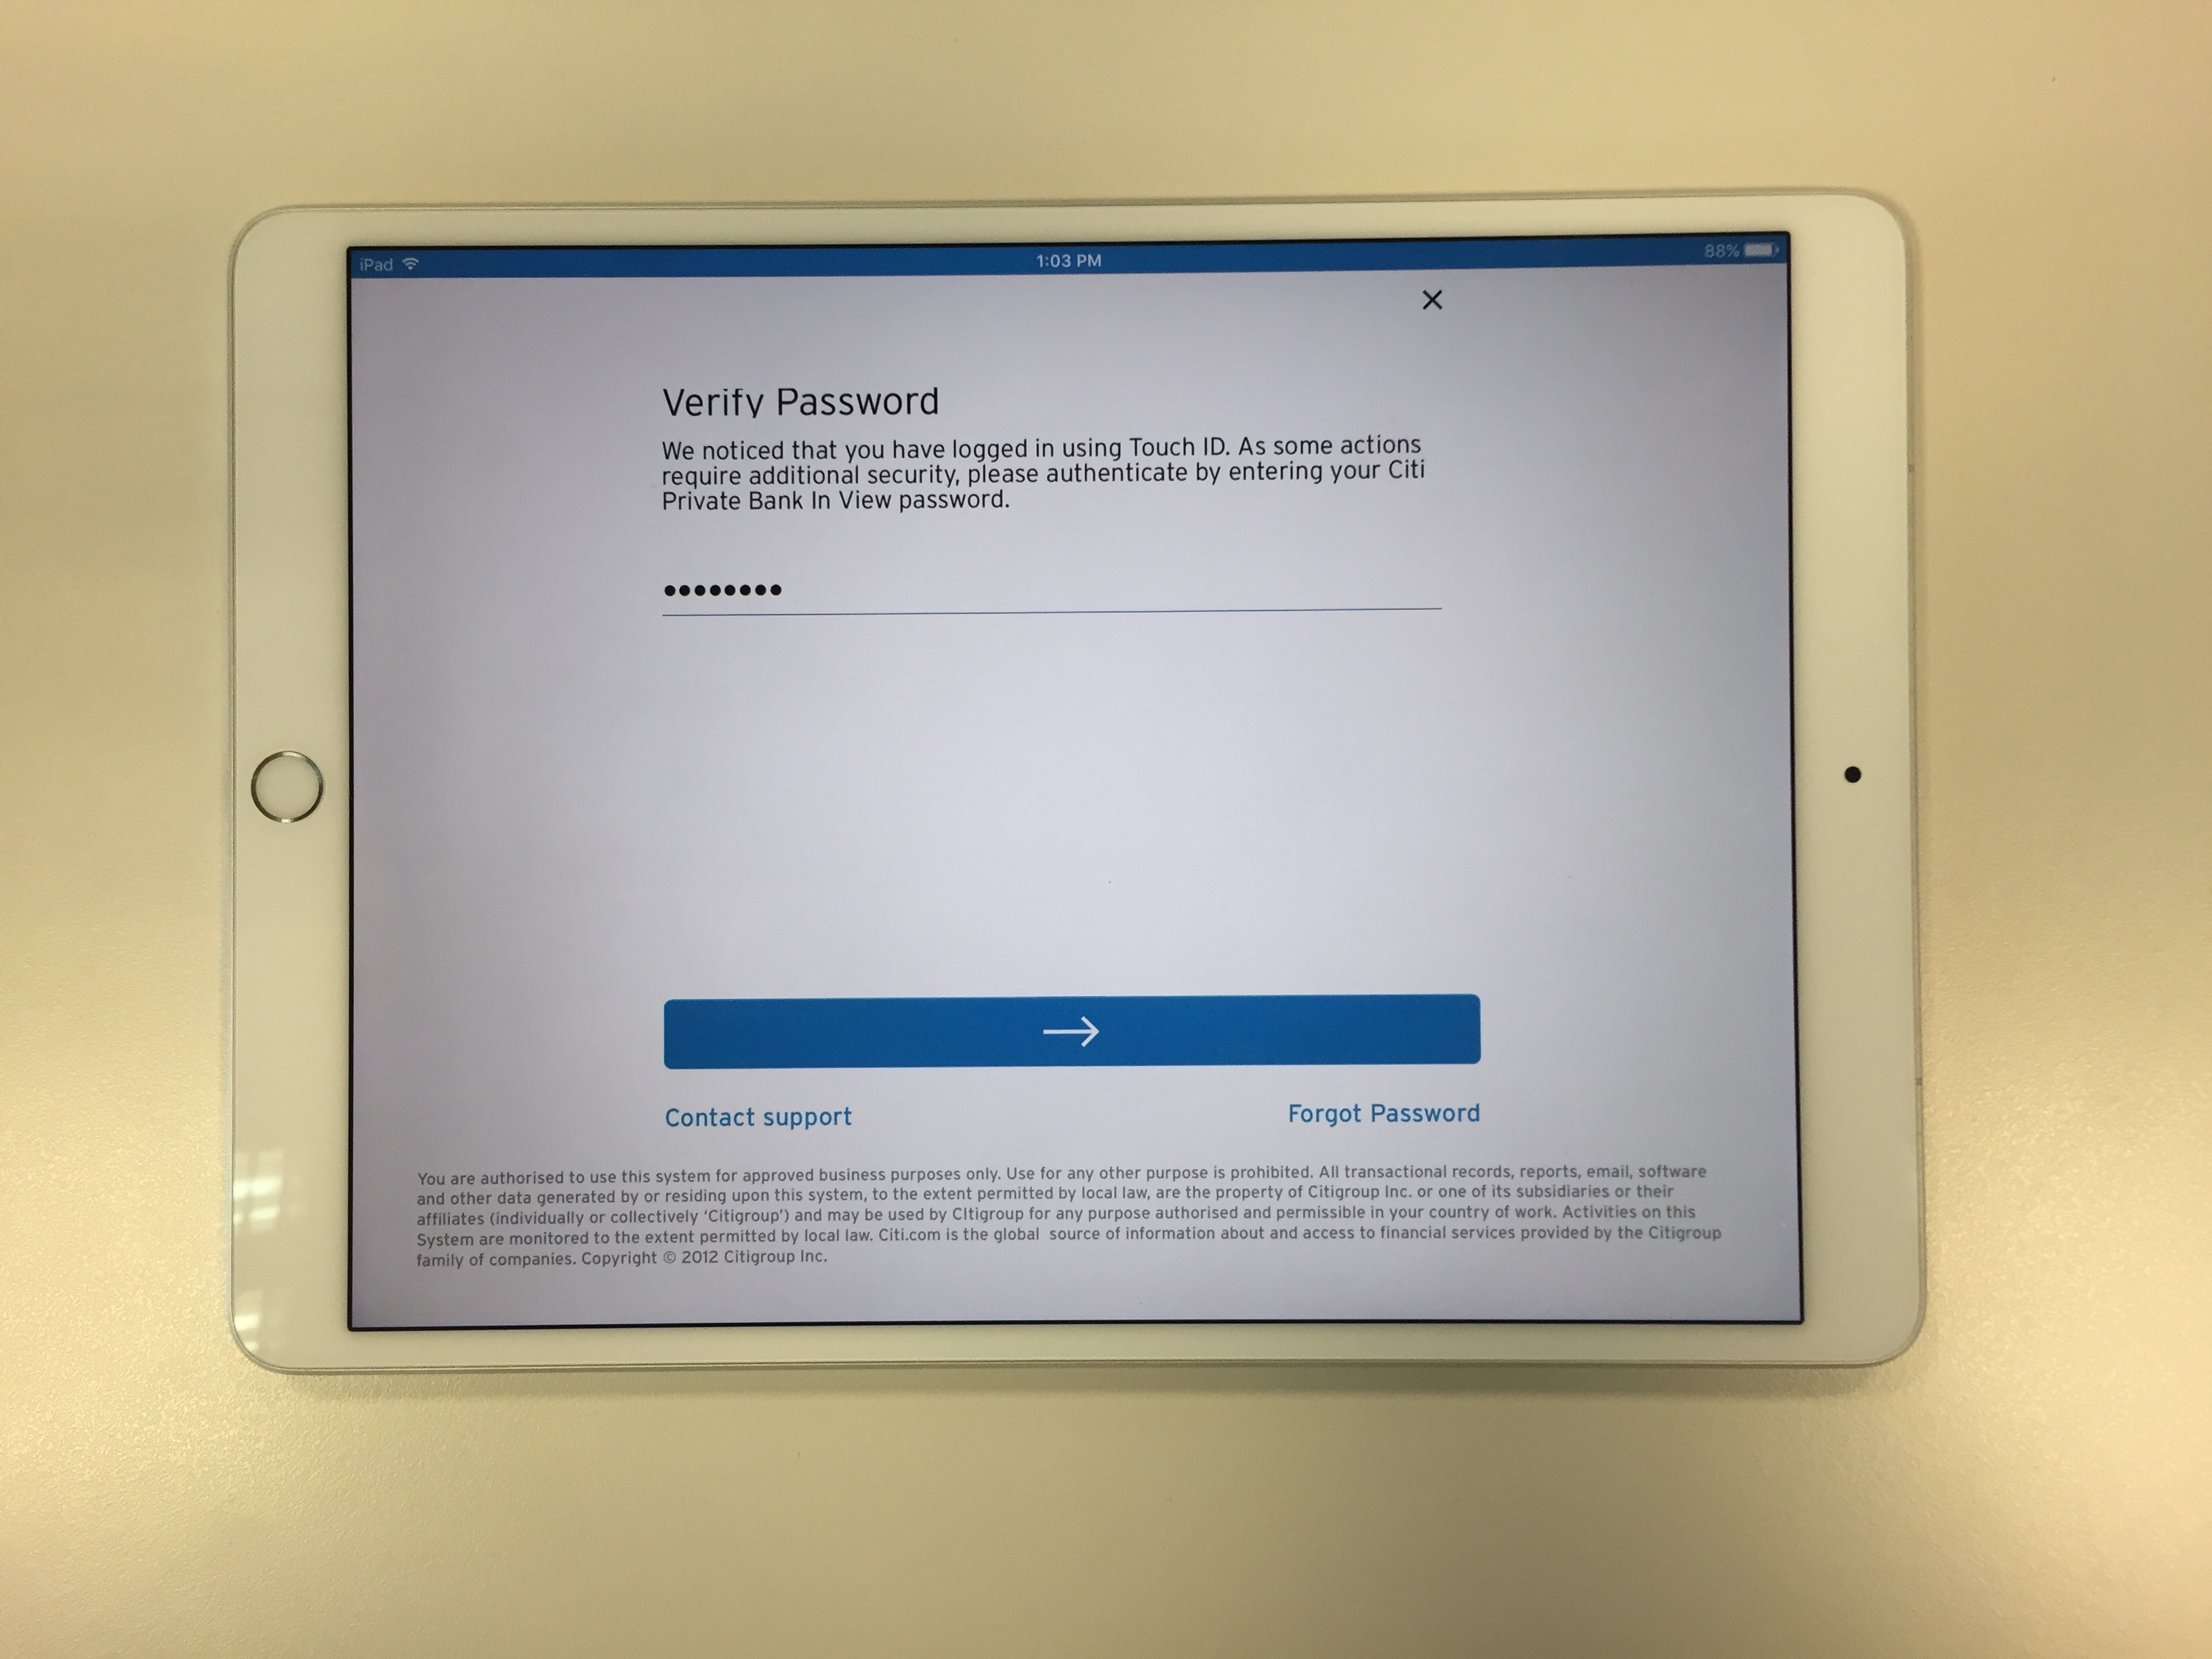 iPad
1:03 PM
88%
Verify Password
We noticed that you have logged in using Touch ID. As some actions
require additional security, please authenticate by entering your Citi
Private Bank In View password.
••••••••
Contact support
Forgot Password
You are authorised to use this system for approved business purposes only. Use for any other purpose is prohibited. All transactional records, reports, email, software
and other data generated by or residing upon this system, to the extent permitted by local law, are the property of Citigroup Inc. or one of its subsidiaries or their
affiliates (individually or collectively 'Citigroup') and may be used by Citigroup for any purpose authorised and permissible in your country of work. Activities on this
System are monitored to the extent permitted by local law. Citi.com is the global source of information about and access to financial services provided by the Citigroup
family of companies. Copyright © 2012 Citigroup Inc.